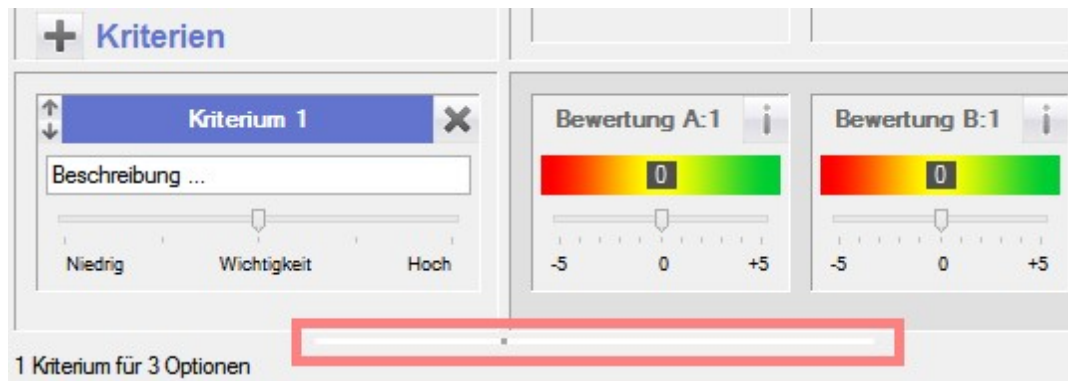 Kriterien
Kriterium 1
Bewertung A:1
Bewertung B:1
0
0
Beschreibung ...
Niedrig Wichtigkeit Hoch
-5 0 +5
-5 0 +5
1 Kriterium für 3 Optionen